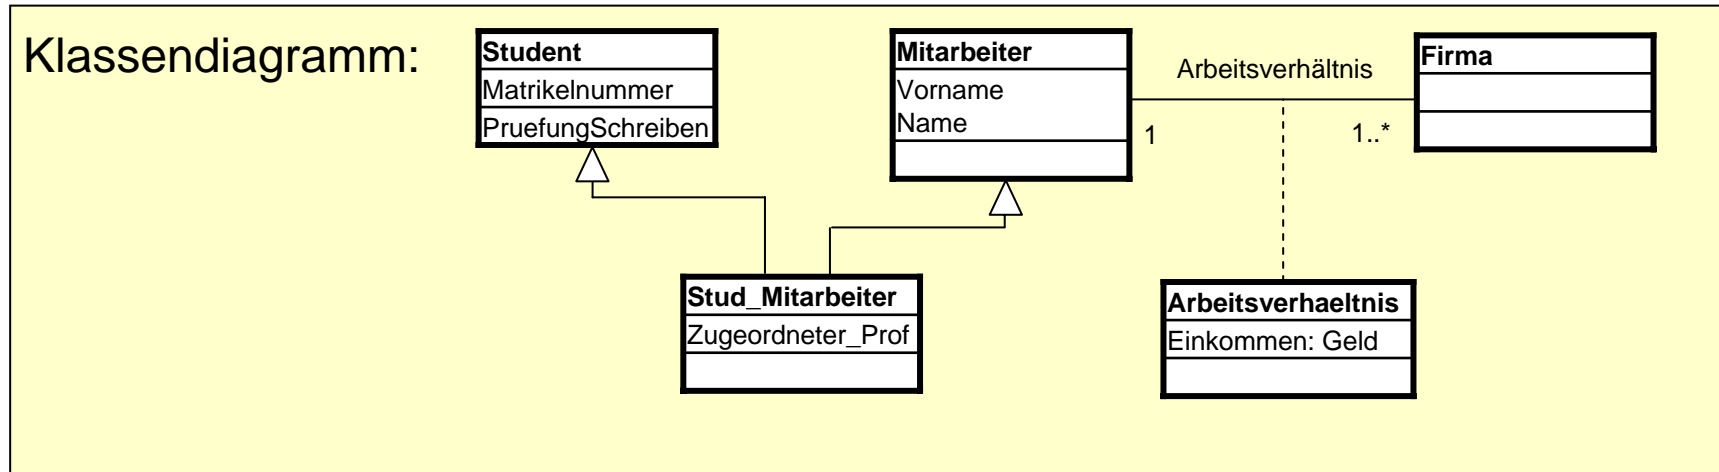 Klassendiagramm:
Student
Matrikelnummer
PruefungSchreiben
Mitarbeiter
Vorname
Name
Arbeitsverhältnis
1
1..*
Firma
Stud_Mitarbeiter
Zugeordneter_Prof
Arbeitsverhaeltnis
Einkommen: Geld